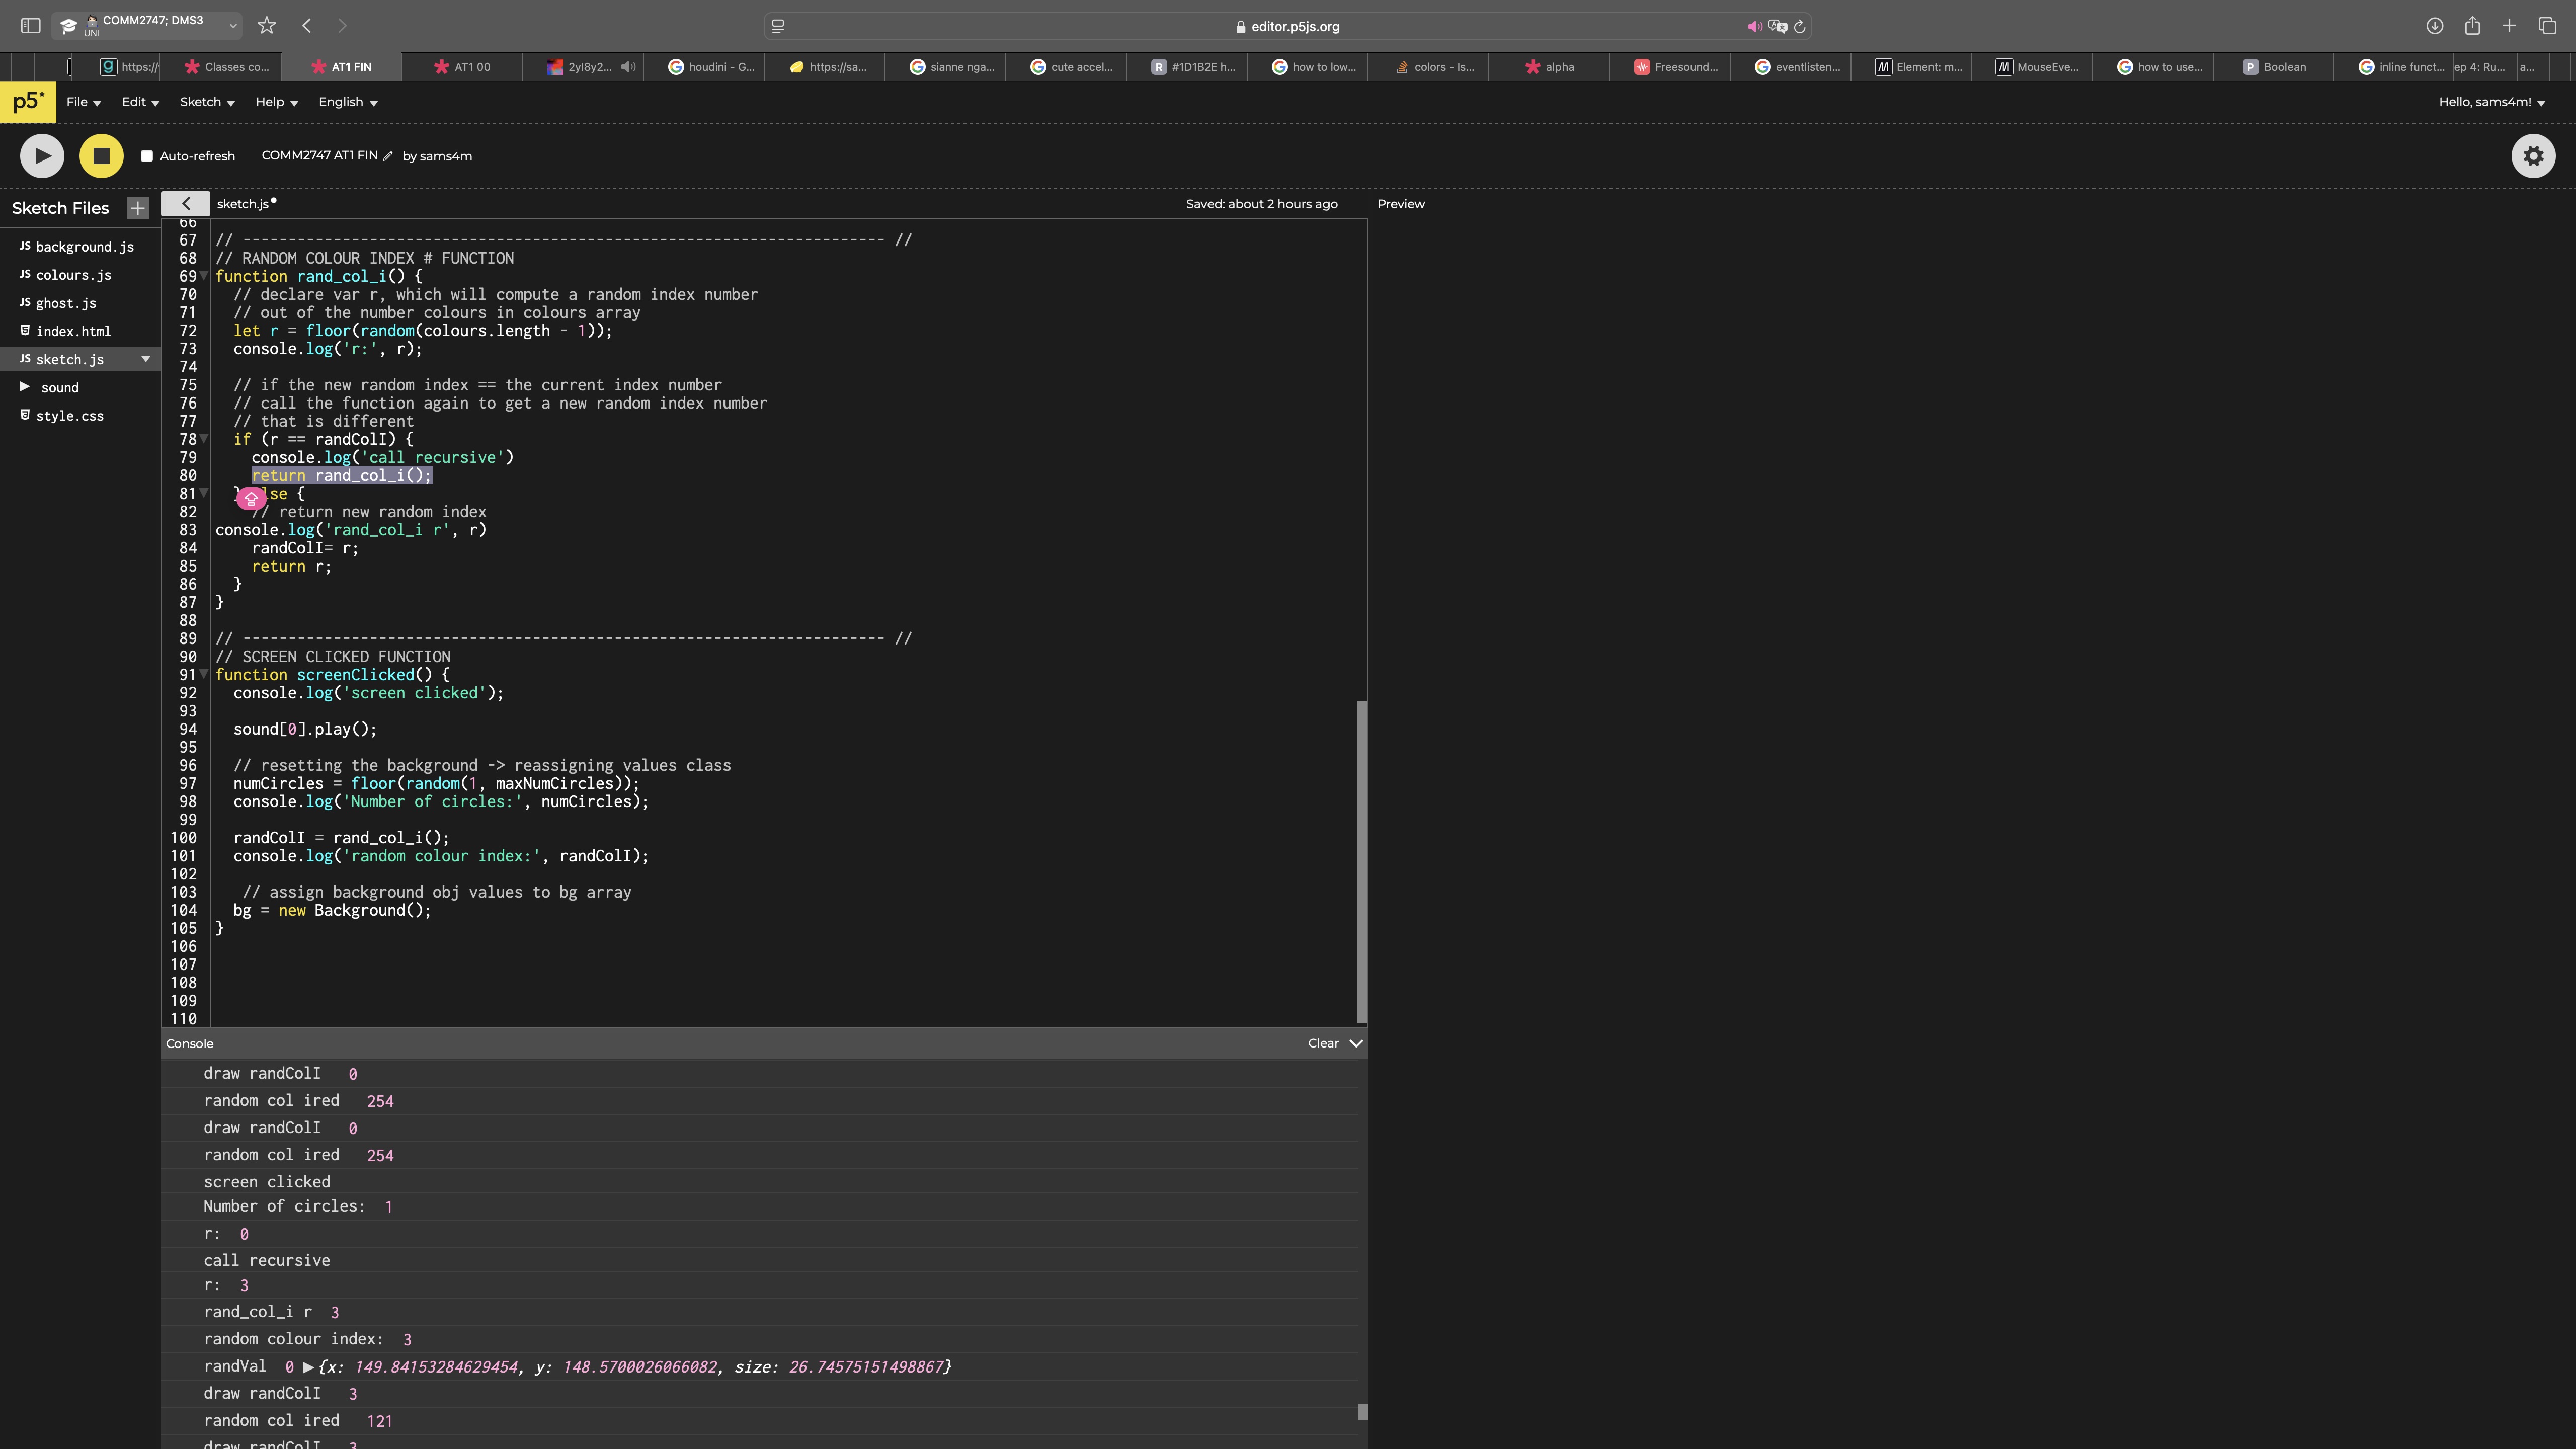 COMM2747; DMS3
UNI
editor.p5js.org
https://
Classes co...
AT1 FIN
AT1 00
2yl8y2...
houdini - G...
https://sa...
sianne nga...
cute accel...
#1D1B2E h...
how to low...
colors - Is...
alpha
Freesound...
eventlisten...
Element: m...
MouseEve...
how to use...
Boolean
inline funct...
ep 4: Ru...
a...
p5*
File
Edit
Sketch
Help
English
Hello, sams4m!
Auto-refresh
COMM2747 AT1 FIN
by sams4m
Sketch Files
sketch.js
Saved: about 2 hours ago
Preview
JS background.js
JS colours.js
JS ghost.js
index.html
JS sketch.js
sound
style.css
66
67 // ----------------------------------------------------------------------- //
68 // RANDOM COLOUR INDEX # FUNCTION
69 function rand_col_i() {
70 // declare var r, which will compute a random index number
71 // out of the number colours in colours array
72 let r = floor(random(colours.length - 1));
73 console.log('r:', r);
74
75 // if the new random index == the current index number
76 // call the function again to get a new random index number
77 // that is different
78 if (r == randColI) {
79 console.log('call recursive')
80 return rand_col_i();
81 } lse {
82 // return new random index
83 console.log('rand_col_i r', r)
84 randColI= r;
85 return r;
86 }
87 }
88
89 // ----------------------------------------------------------------------- //
90 // SCREEN CLICKED FUNCTION
91 function screenClicked() {
92 console.log('screen clicked');
93
94 sound[0].play();
95
96 // resetting the background -> reassigning values class
97 numCircles = floor(random(1, maxNumCircles));
98 console.log('Number of circles:', numCircles);
99
100 randColI = rand_col_i();
101 console.log('random colour index:', randColI);
102
103 // assign background obj values to bg array
104 bg = new Background();
105 }
106
107
108
109
110
Console
Clear
draw randColI 0
random col ired 254
draw randColI 0
random col ired 254
screen clicked
Number of circles: 1
r: 0
call recursive
r: 3
rand_col_i r 3
random colour index: 3
randVal 0 ▶{x: 149.84153284629454, y: 148.5700026066082, size: 26.74575151498867}
draw randColI 3
random col ired 121
draw randColI 3